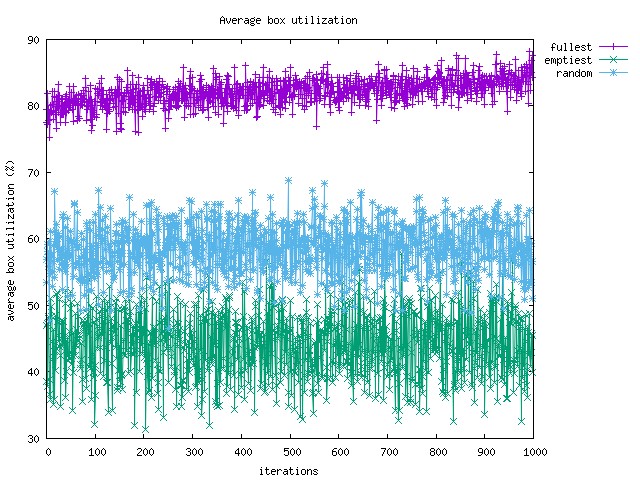 Average box utilization
fullest
emptiest
random
average box utilization (%)
90
80
70
60
50
40
30
0 100 200 300 400 500 600 700 800 900 1000
iterations